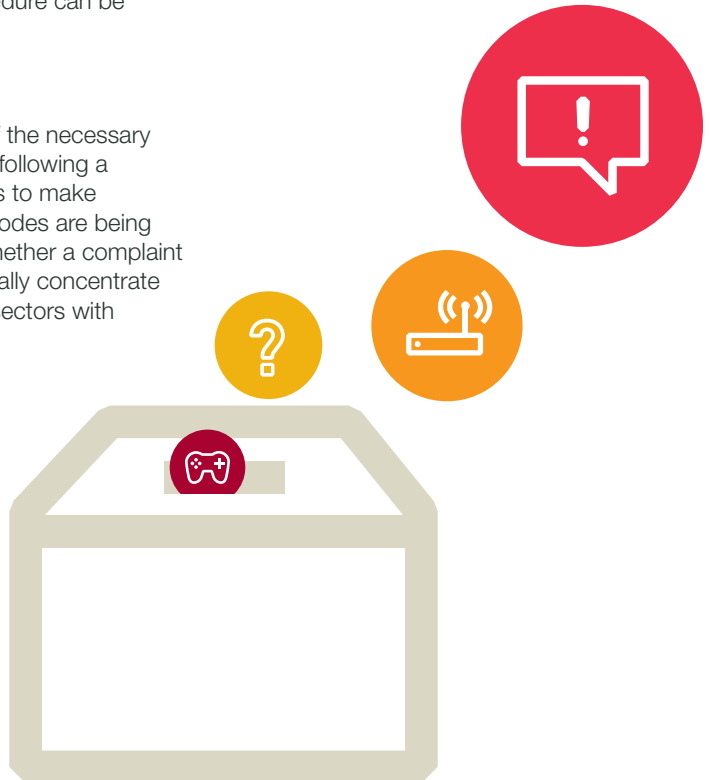 edure can be
f the necessary
following a
s to make
odes are being
hether a complaint
ally concentrate
ectors with